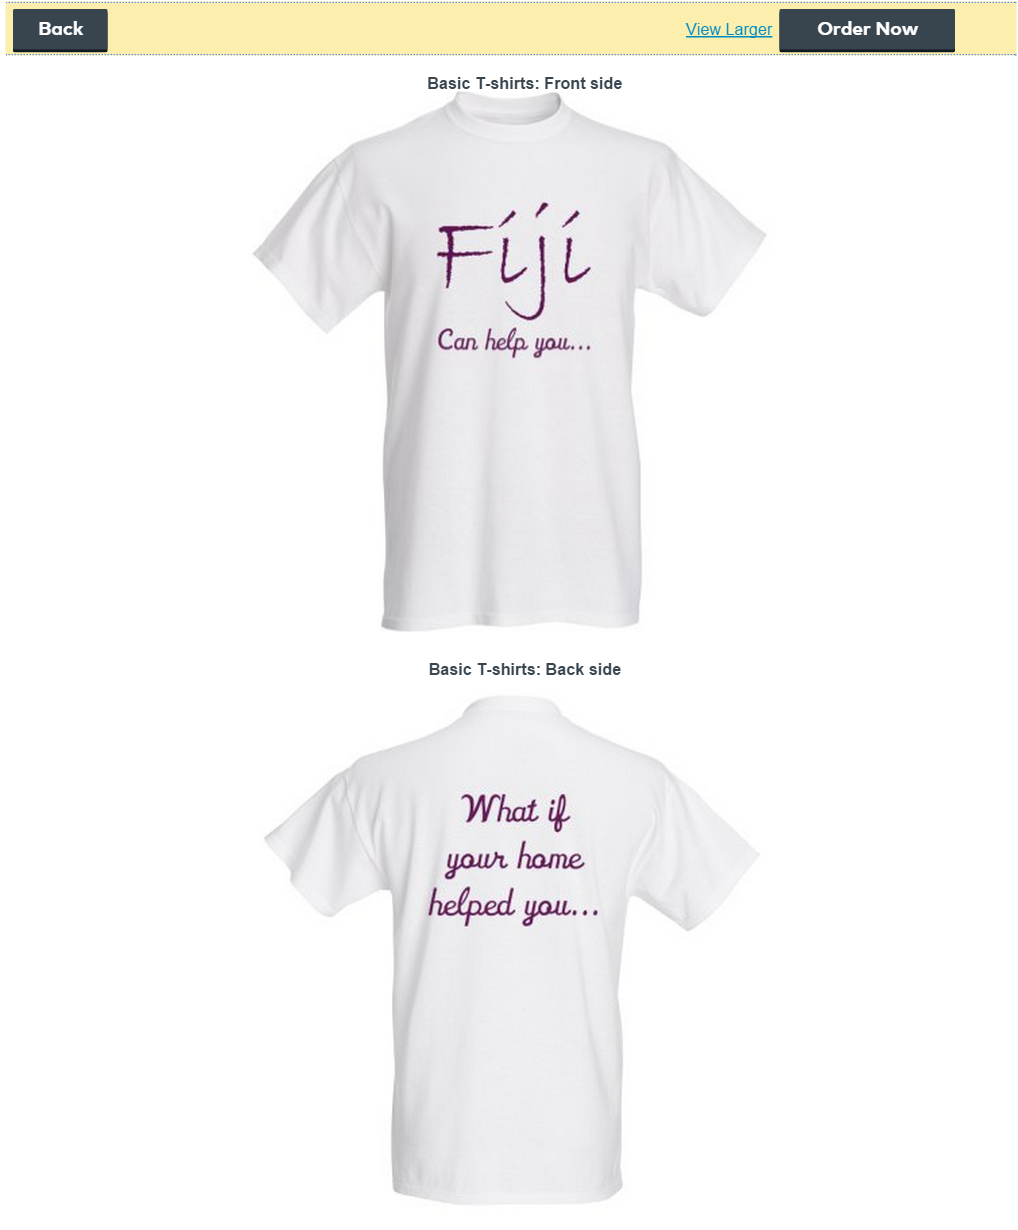 Back
View Larger
Order Now
Basic T-shirts: Front side
Fiji
Can help you...
Basic T-shirts: Back side
What if
your home
helped you...